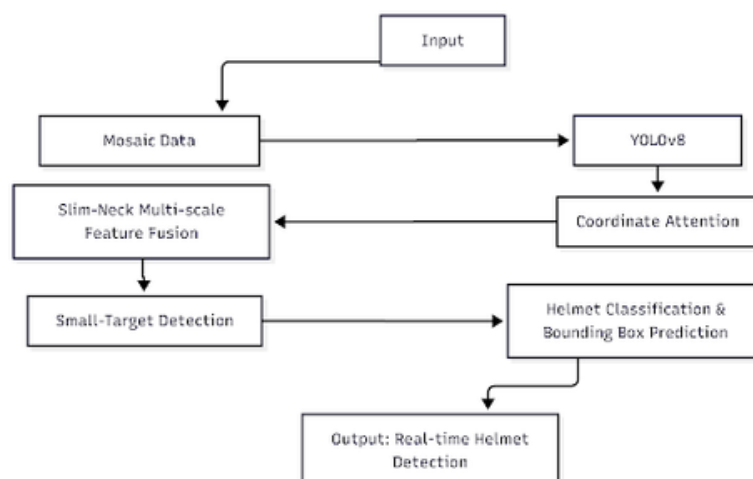 Input
Mosaic Data
YOLOv8
Coordinate Attention
Slim-Neck Multi-scale
Feature Fusion
Small-Target Detection
Helmet Classification &
Bounding Box Prediction
Output: Real-time Helmet
Detection